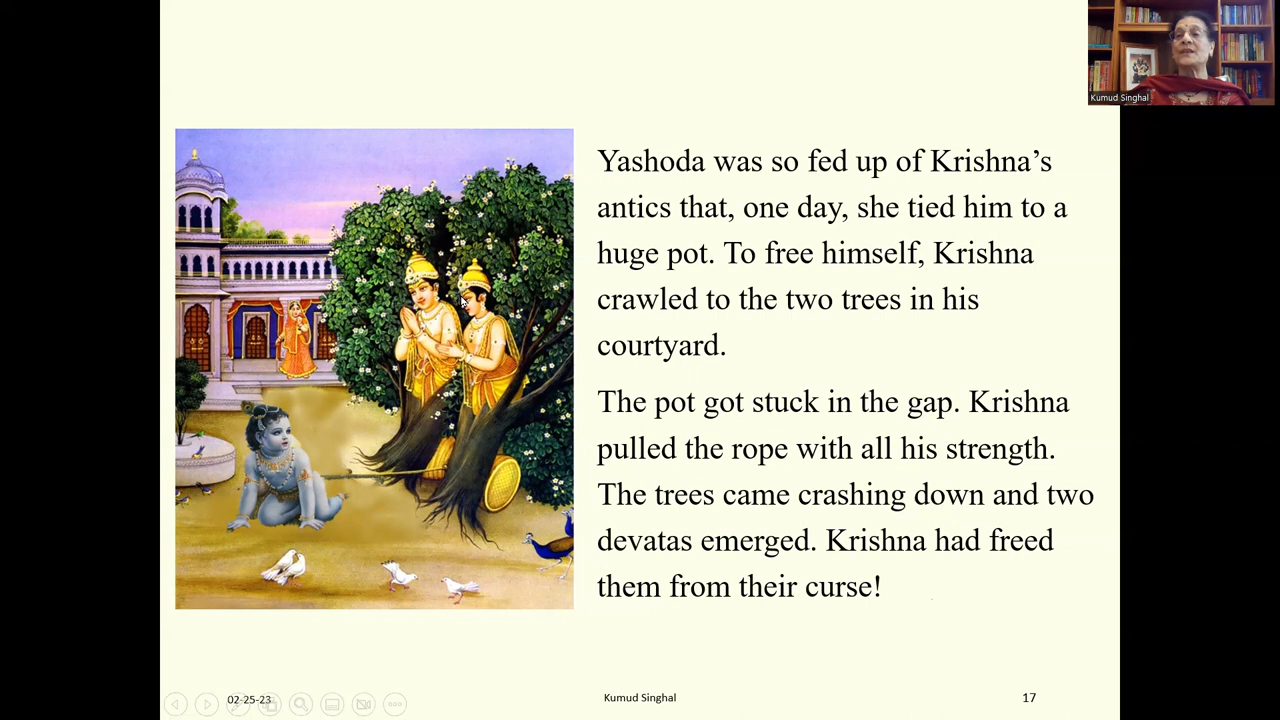 Kumud Singhal
Yashoda was so fed up of Krishna’s
antics that, one day, she tied him to a
huge pot. To free himself, Krishna
crawled to the two trees in his
courtyard.
The pot got stuck in the gap. Krishna
pulled the rope with all his strength.
The trees came crashing down and two
devatas emerged. Krishna had freed
them from their curse!
02-25-23
Kumud Singhal
17